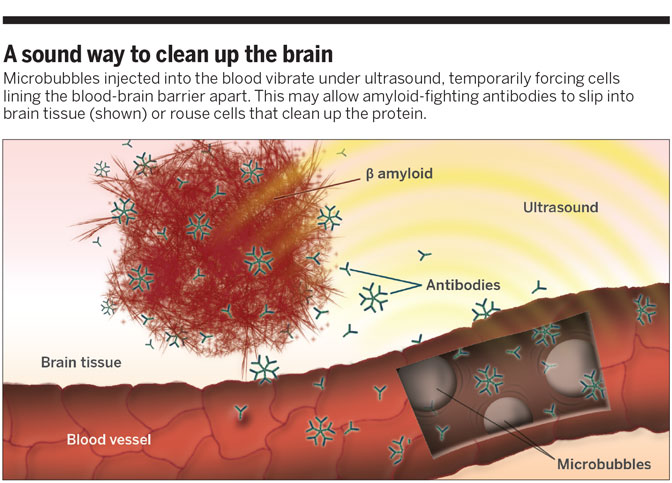 A sound way to clean up the brain
Microbubbles injected into the blood vibrate under ultrasound, temporarily forcing cells
lining the blood-brain barrier apart. This may allow amyloid-fighting antibodies to slip into
brain tissue (shown) or rouse cells that clean up the protein.
β amyloid
Ultrasound
Antibodies
Brain tissue
Blood vessel
Microbubbles